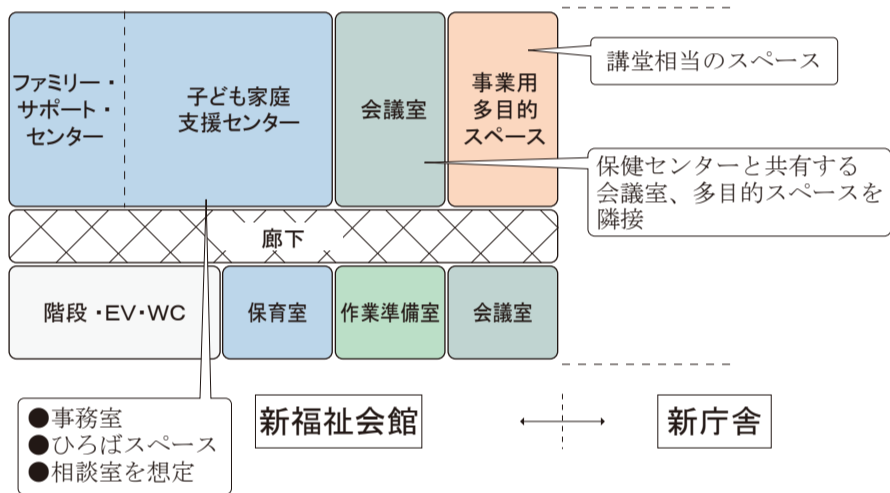 ファミリー・
サポート・
センター
子ども家庭
支援センター
会議室
事業用
多目的
スペース
講堂相当のスペース
保健センターと共有する
会議室、多目的スペースを
隣接
廊下
階段・EV・WC
保育室
作業準備室
会議室
●事務室
●ひろばスペース
●相談室を想定
新福祉会館
新庁舎